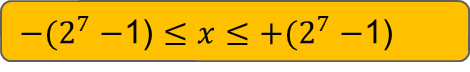 −(2⁷ −1) ≤ x ≤ +(2⁷ −1)